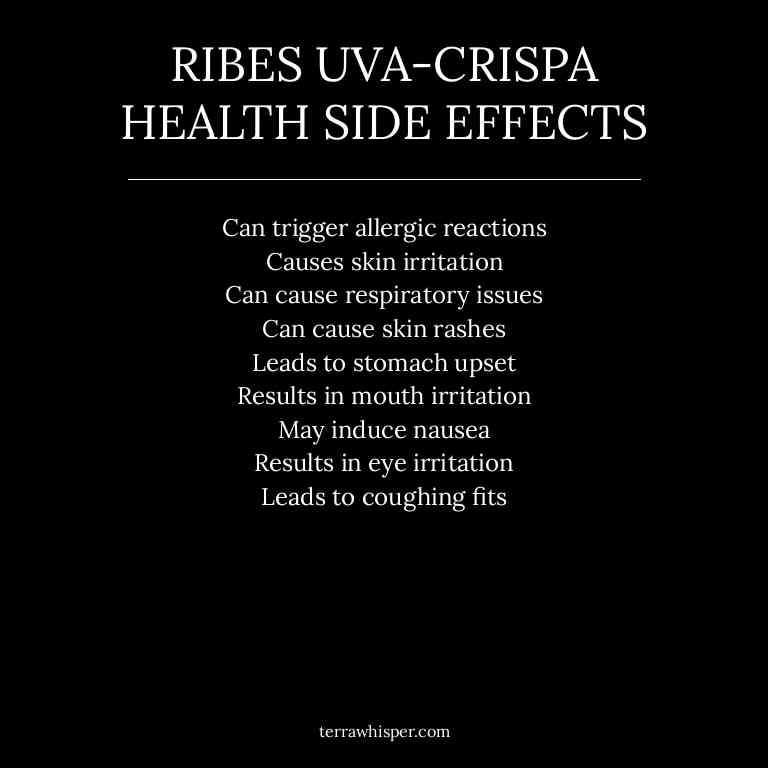 RIBES UVA-CRISPA
HEALTH SIDE EFFECTS
Can trigger allergic reactions
Causes skin irritation
Can cause respiratory issues
Can cause skin rashes
Leads to stomach upset
Results in mouth irritation
May induce nausea
Results in eye irritation
Leads to coughing fits
terrawhisper.com